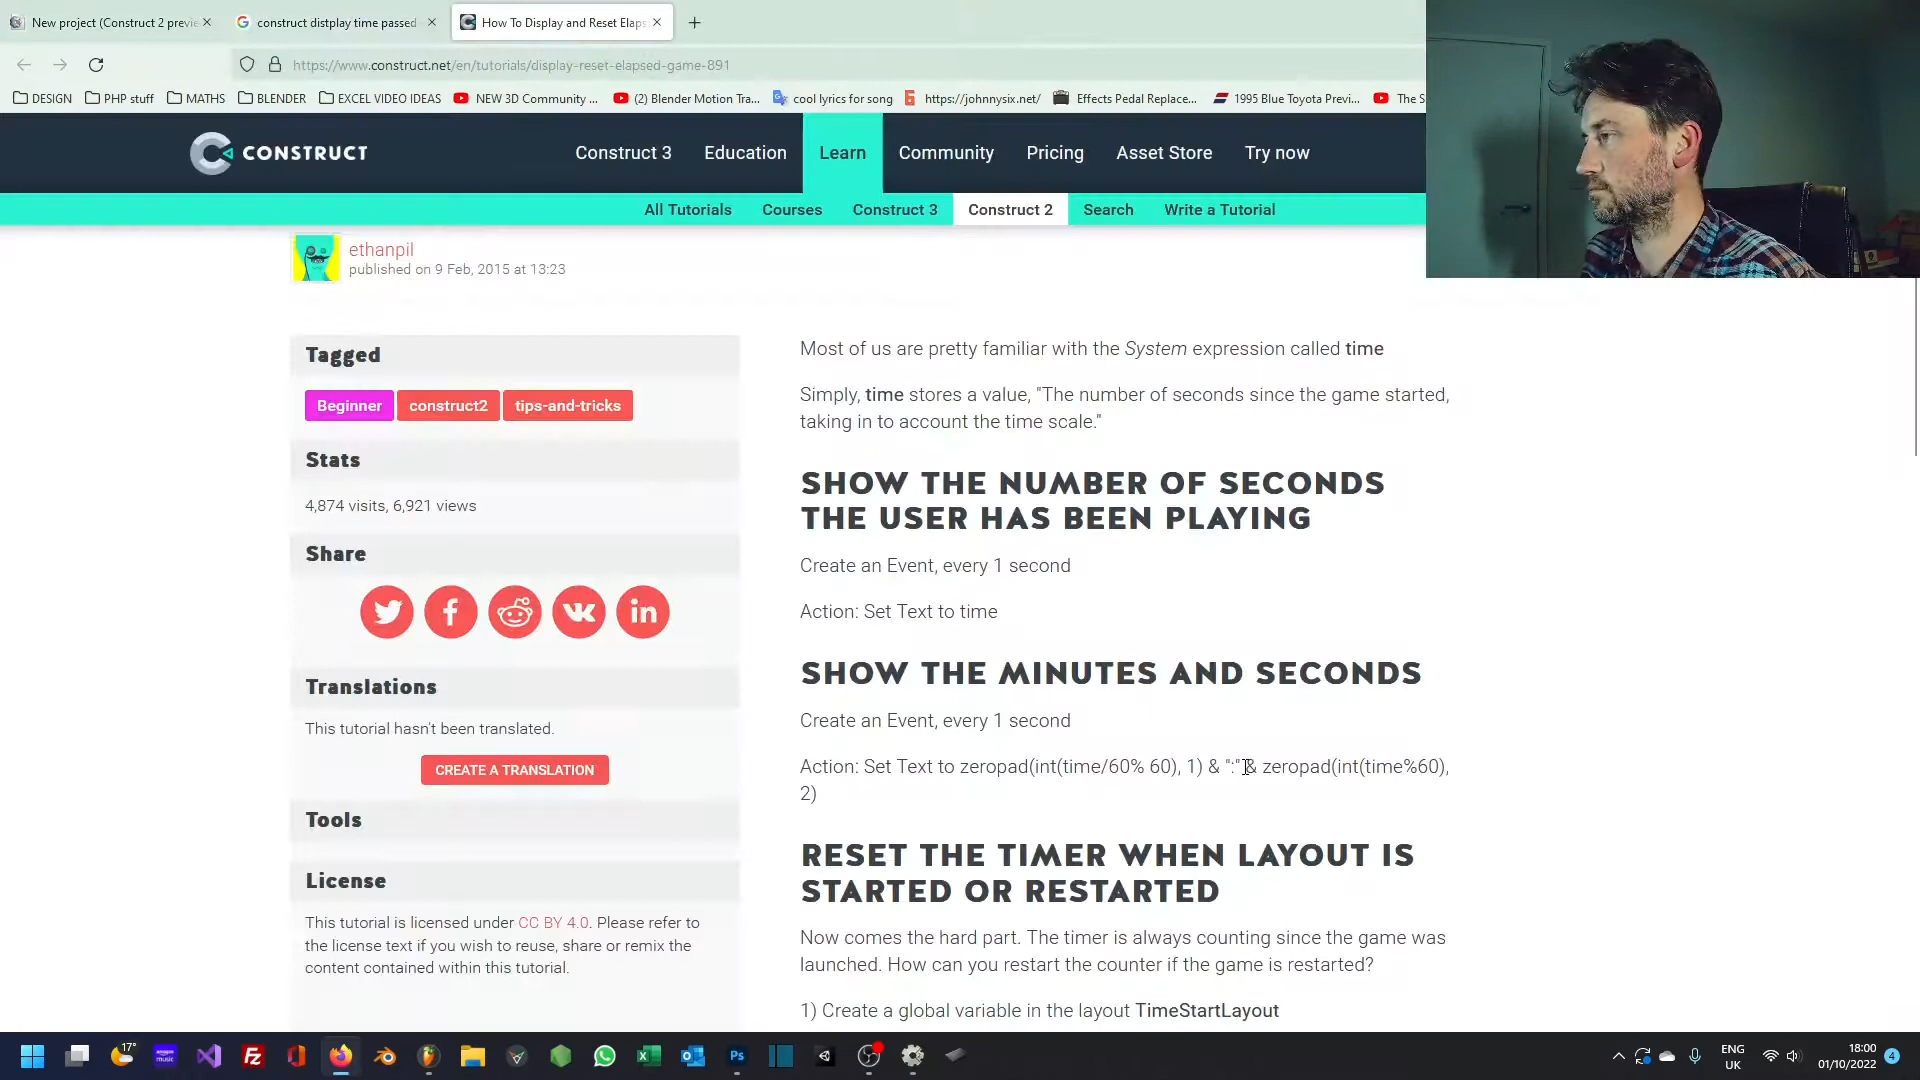 New project (Construct 2 previe
construct distplay time passed
How To Display and Reset Elaps
https://www.construct.net/en/tutorials/display-reset-elapsed-game-891
DESIGN
PHP stuff
MATHS
BLENDER
EXCEL VIDEO IDEAS
NEW 3D Community ...
(2) Blender Motion Tra...
cool lyrics for song
https://johnnysix.net/
Effects Pedal Replace...
1995 Blue Toyota Previ...
The S
CONSTRUCT
Construct 3
Education
Learn
Community
Pricing
Asset Store
Try now
All Tutorials
Courses
Construct 3
Construct 2
Search
Write a Tutorial
ethanpil
published on 9 Feb, 2015 at 13:23
Tagged
Beginner
construct2
tips-and-tricks
Stats
4,874 visits, 6,921 views
Share
Translations
This tutorial hasn't been translated.
CREATE A TRANSLATION
Tools
License
This tutorial is licensed under CC BY 4.0. Please refer to
the license text if you wish to reuse, share or remix the
content contained within this tutorial.
Most of us are pretty familiar with the System expression called time
Simply, time stores a value, "The number of seconds since the game started,
taking in to account the time scale."
SHOW THE NUMBER OF SECONDS
THE USER HAS BEEN PLAYING
Create an Event, every 1 second
Action: Set Text to time
SHOW THE MINUTES AND SECONDS
Create an Event, every 1 second
Action: Set Text to zeropad(int(time/60% 60), 1) & ":" & zeropad(int(time%60),
2)
RESET THE TIMER WHEN LAYOUT IS
STARTED OR RESTARTED
Now comes the hard part. The timer is always counting since the game was
launched. How can you restart the counter if the game is restarted?
1) Create a global variable in the layout TimeStartLayout
17°
ENG
UK
18:00
01/10/2022
4